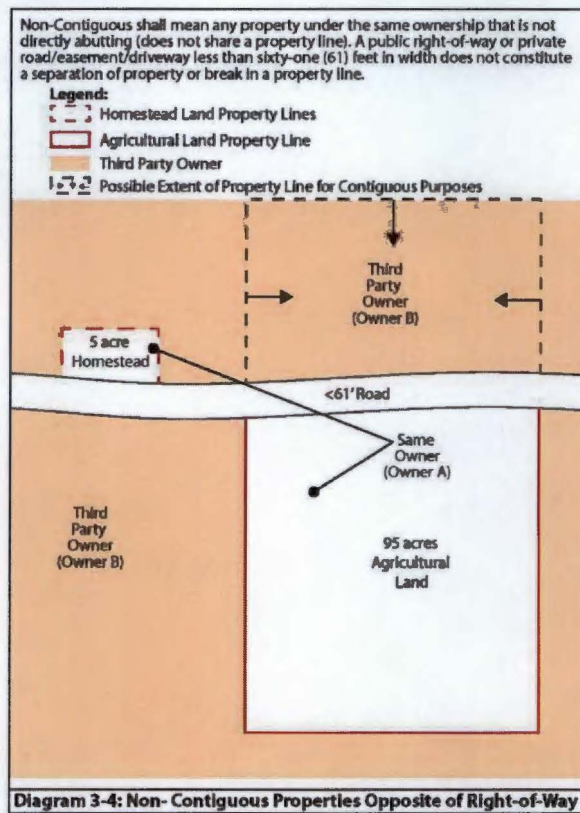 Non-Contiguous shall mean any property under the same ownership that is not
directly abutting (does not share a property line). A public right-of-way or private
road/easement/driveway less than sixty-one (61) feet in width does not constitute
a separation of property or break in a property line.
Legend:
Homestead Land Property Lines
Agricultural Land Property Line
Third Party Owner
Possible Extent of Property Line for Contiguous Purposes
Third
Party
Owner
(Owner B)
5 acre
Homestead
<61' Road
Same
Owner
(Owner A)
Third
Party
Owner
(Owner B)
95 acres
Agricultural
Land
Diagram 3-4: Non- Contiguous Properties Opposite of Right-of-Way